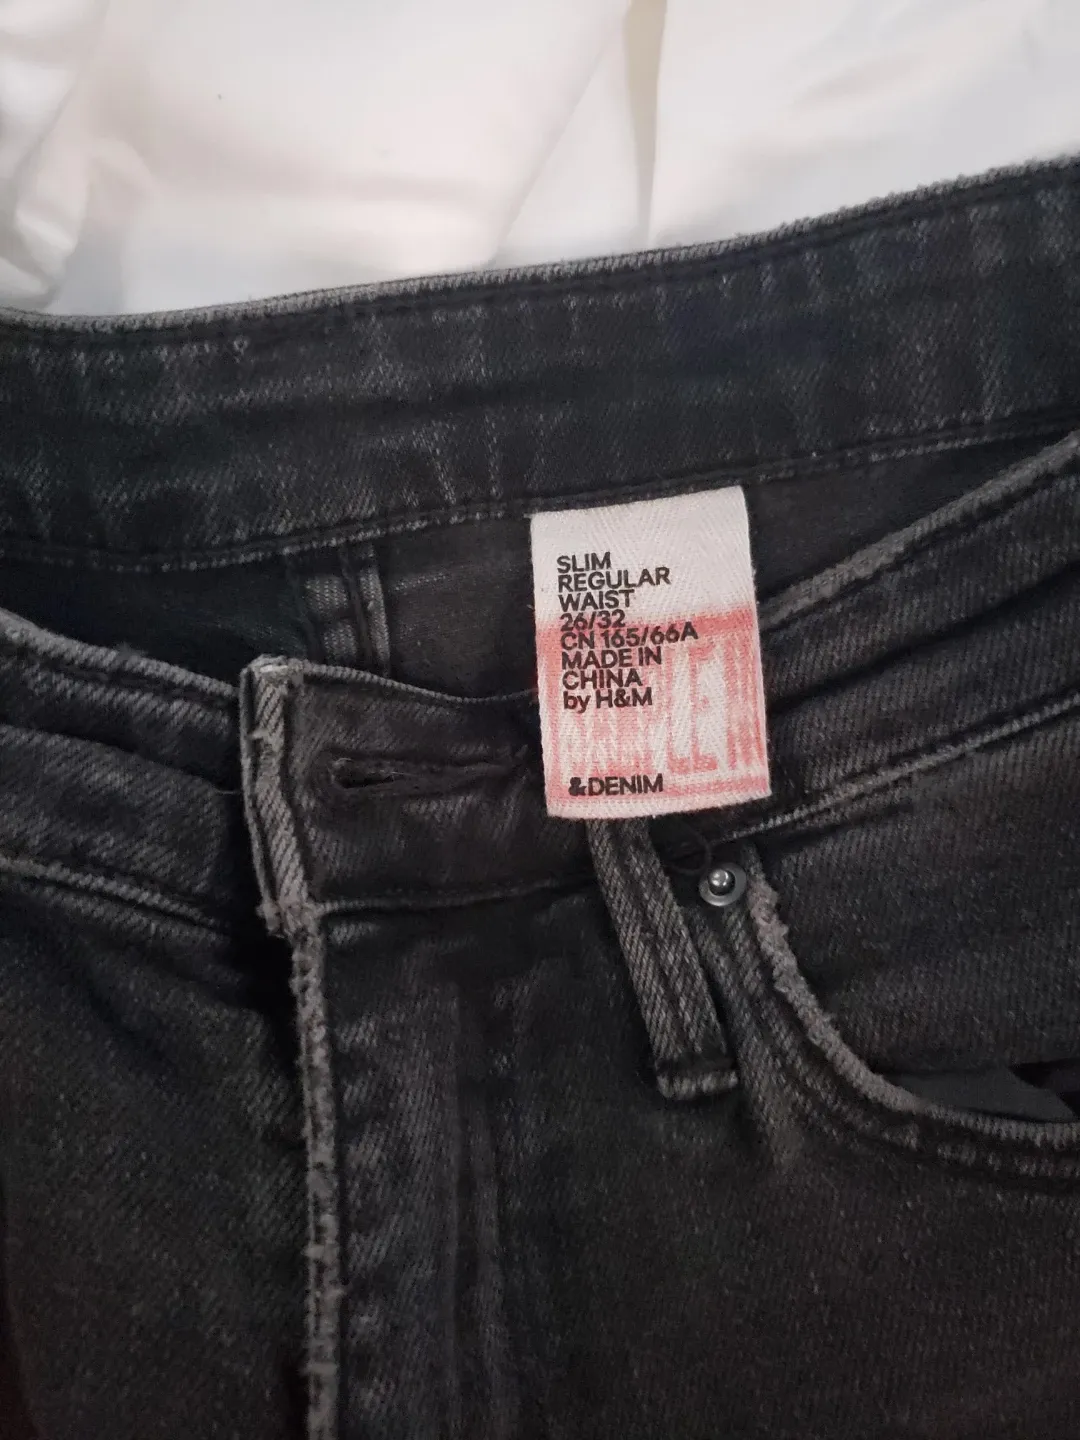 SLIM
REGULAR
WAIST
26/32
CN 165/66A
MADE IN
CHINA
by H&M
&DENIM